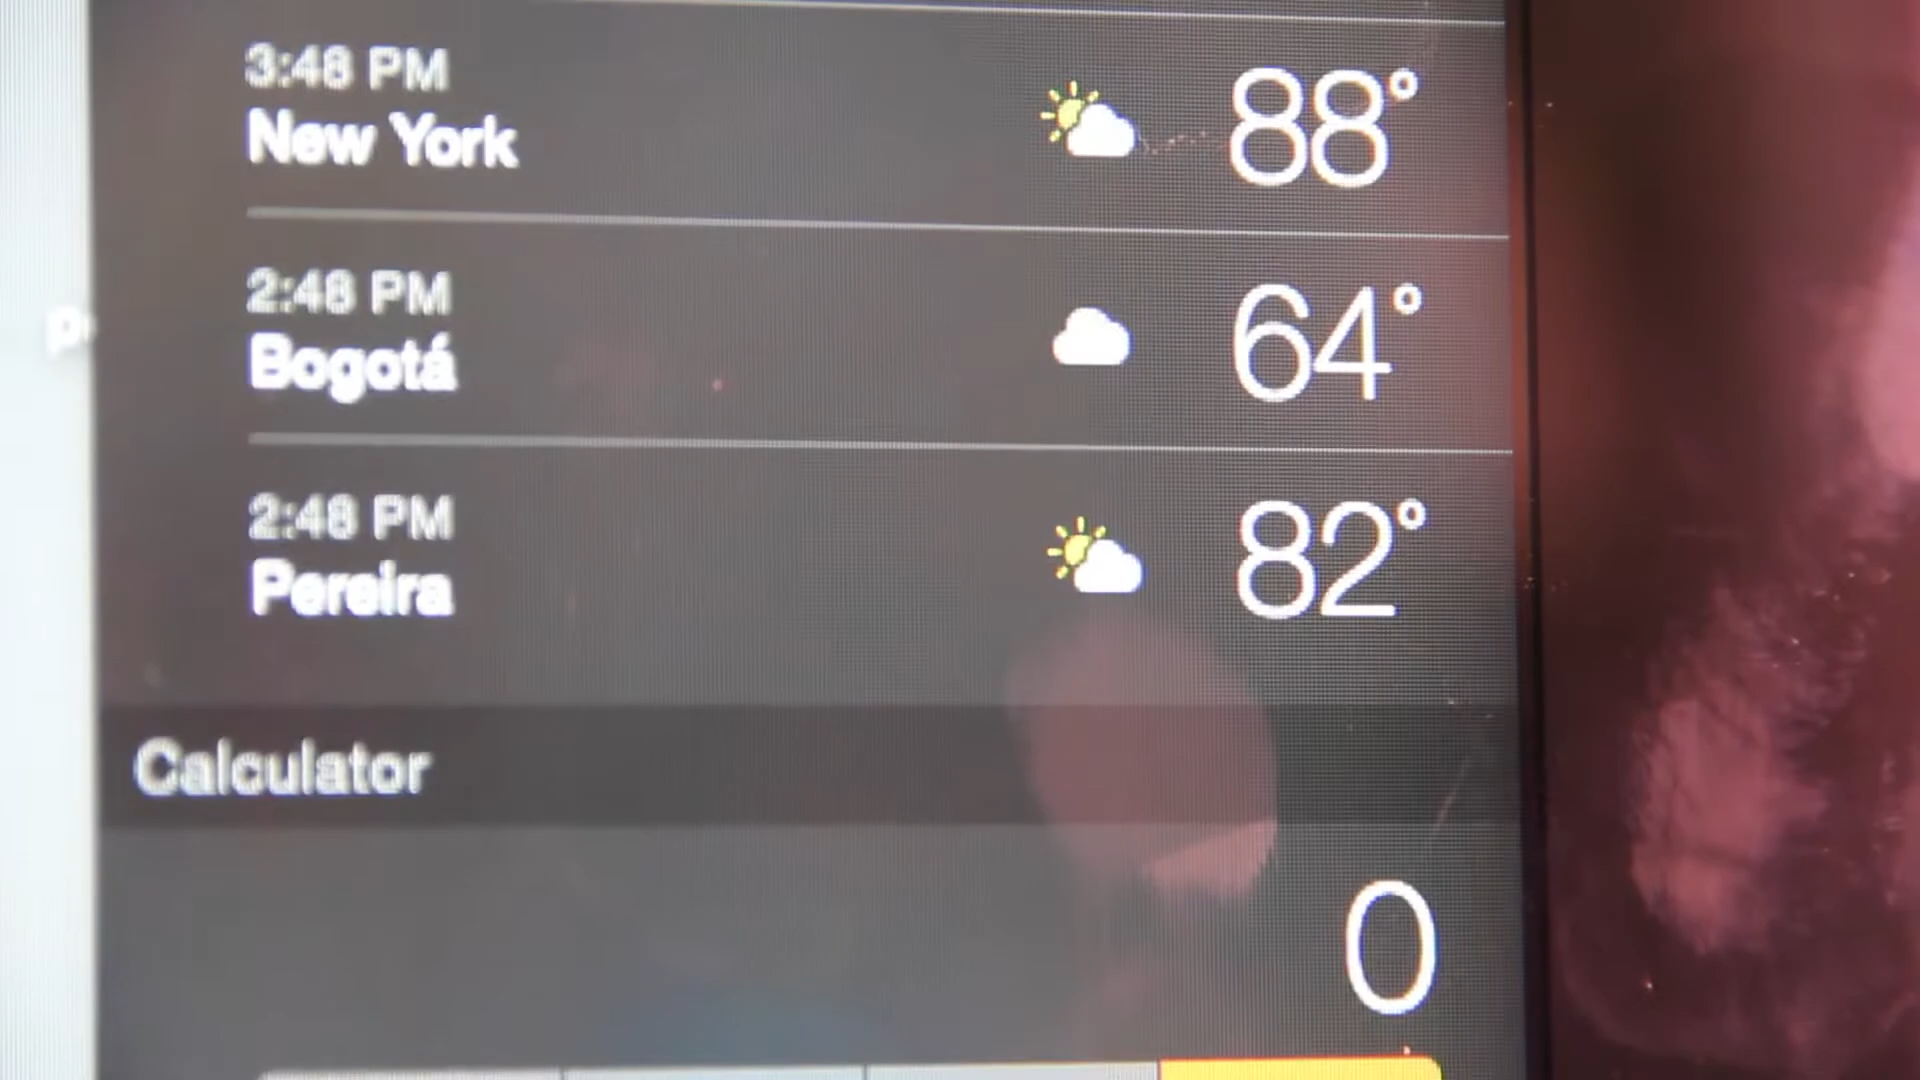 3:48 PM
New York
88°
2:48 PM
Bogotá
64°
2:48 PM
Pereira
82°
Calculator
0